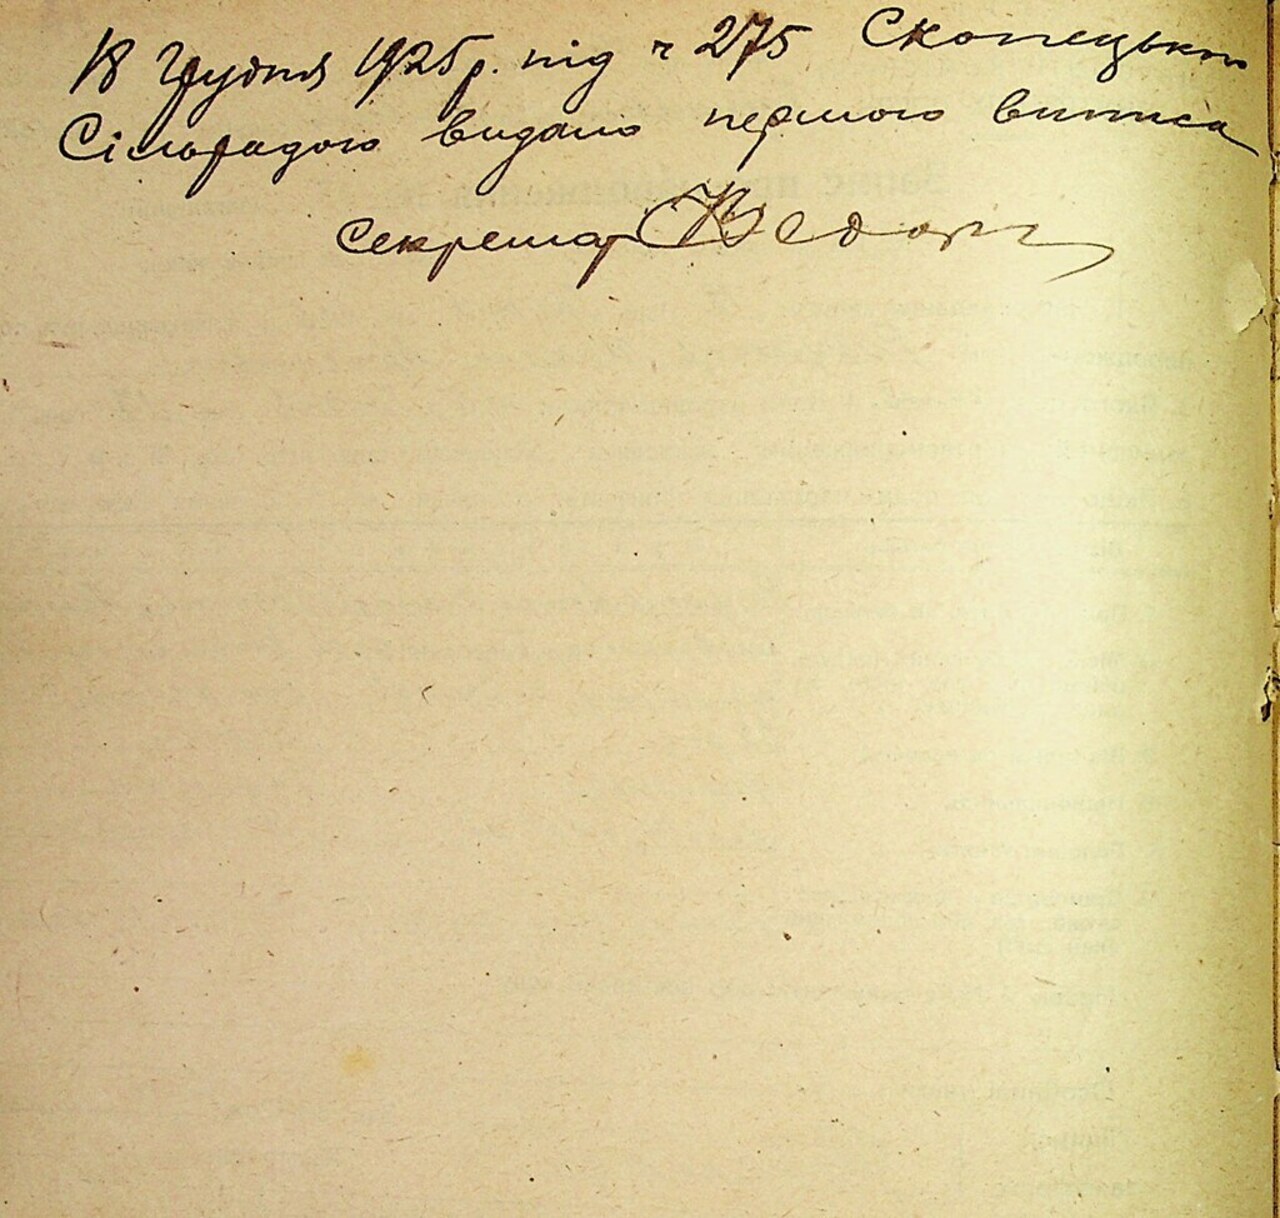 18 Грудня 1925 р. під ч 275 Скопецькою
Сільрадою видано першого виписа
Секретар